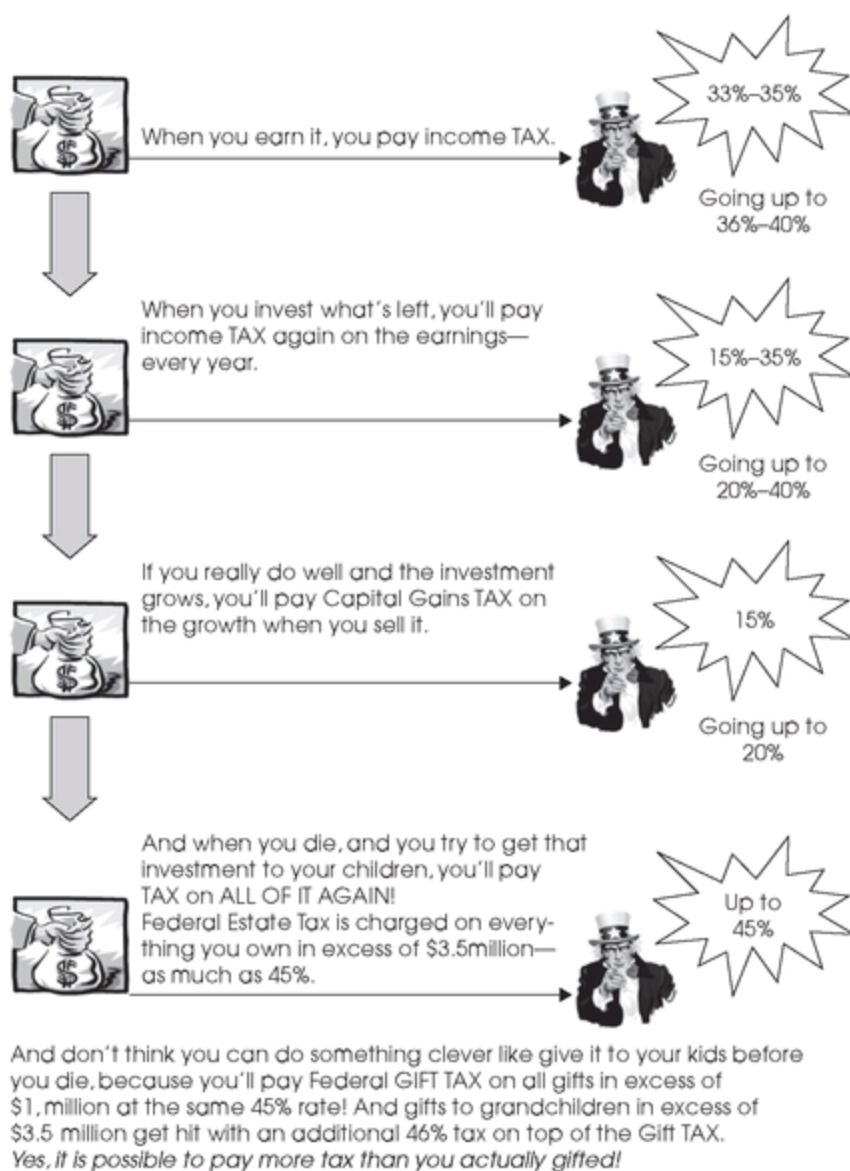 When you earn it, you pay income TAX.
33%–35%
Going up to
36%–40%
When you invest what's left, you'll pay
income TAX again on the earnings—
every year.
15%–35%
Going up to
20%–40%
If you really do well and the investment
grows, you'll pay Capital Gains TAX on
the growth when you sell it.
15%
Going up to
20%
And when you die, and you try to get that
investment to your children, you'll pay
TAX on ALL OF IT AGAIN!
Federal Estate Tax is charged on every-
thing you own in excess of $3.5million—
as much as 45%.
Up to
45%
And don't think you can do something clever like give it to your kids before
you die, because you'll pay Federal GIFT TAX on all gifts in excess of
$1, million at the same 45% rate! And gifts to grandchildren in excess of
$3.5 million get hit with an additional 46% tax on top of the Gift TAX.
Yes, it is possible to pay more tax than you actually gifted!